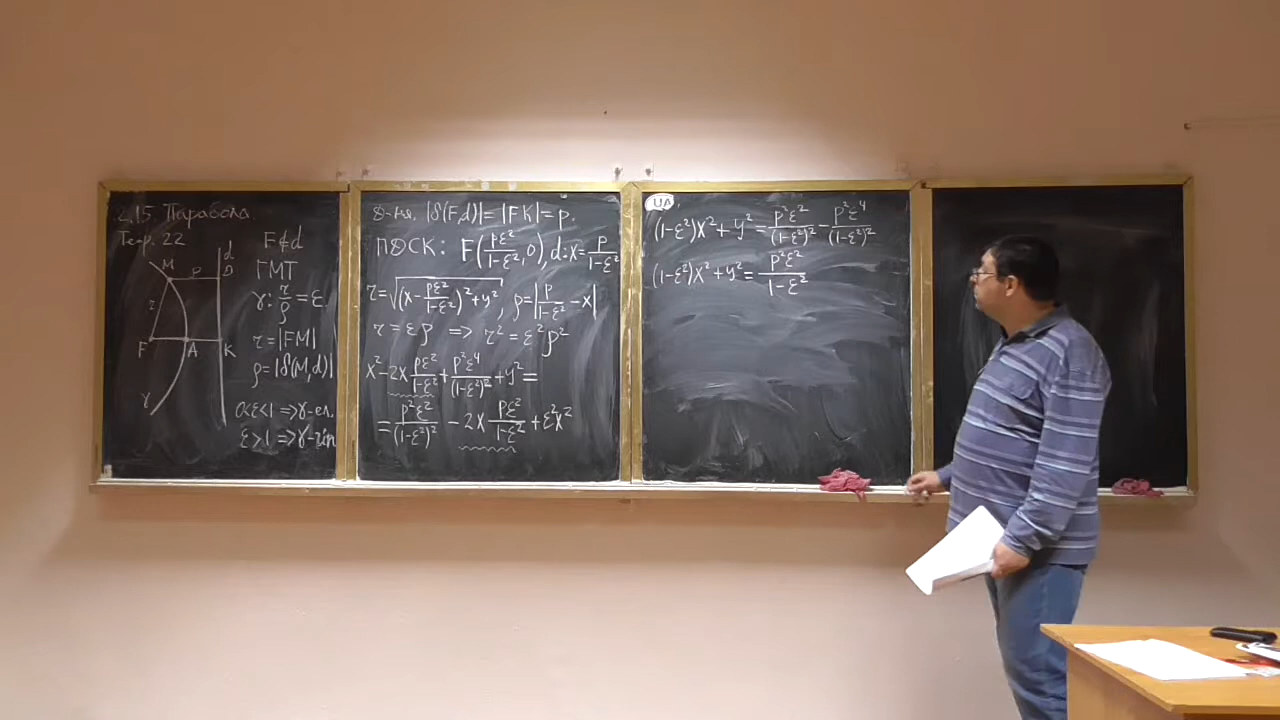 §15. Парабола.
Теор. 22
F∉d
ГМТ
γ: r/ρ = ε.
r = |FM|
ρ = |δ(M,d)|
0<ε<1 ⇒ γ-ел.
ε>1 ⇒ γ-гіп
M
ρ
D
d
r
F
A
K
γ
Д-ня. |δ(F,d)| = |FK| = p.
ПДСК: F(pε²/(1-ε²), 0), d: x = p/(1-ε²)
r = √((x - pε²/(1-ε²))² + y²), ρ = |p/(1-ε²) - x|
r = ερ ⇒ r² = ε²ρ²
x² - 2x pε²/(1-ε²) + p²ε⁴/(1-ε²)² + y² =
= p²ε²/(1-ε²)² - 2x pε²/(1-ε²) + ε²x²
UA
(1-ε²)x² + y² = p²ε²/(1-ε²)² - p²ε⁴/(1-ε²)²
(1-ε²)x² + y² = p²ε²/(1-ε²)